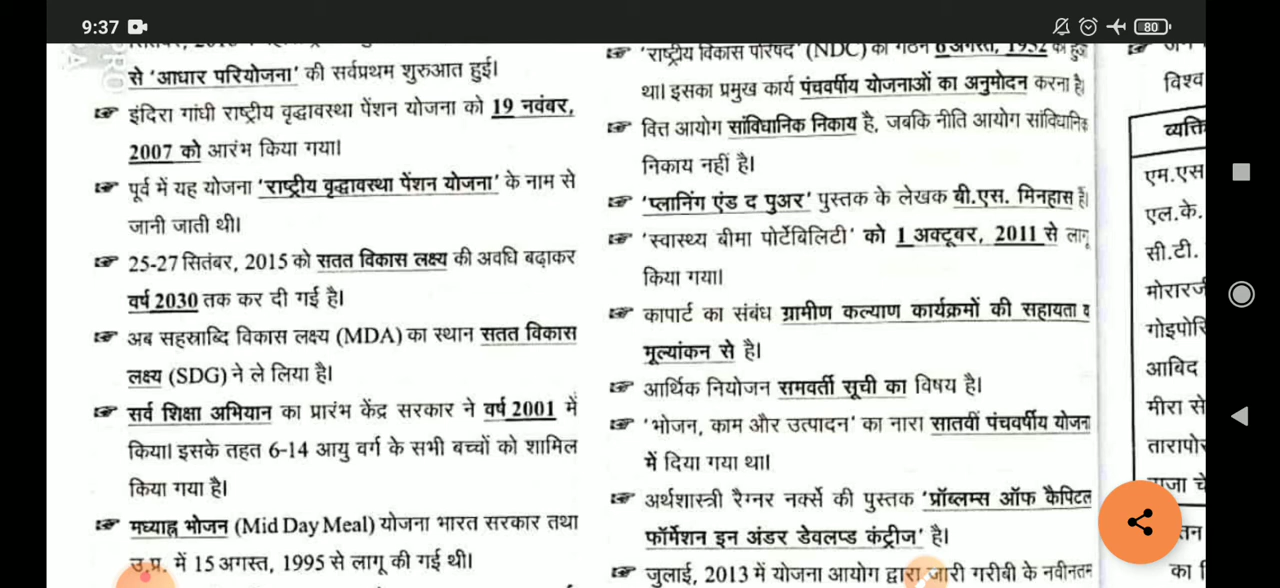 9:37
80
से 'आधार परियोजना' की सर्वप्रथम शुरुआत हुई।
☞ इंदिरा गांधी राष्ट्रीय वृद्धावस्था पेंशन योजना को 19 नवंबर,
2007 को आरंभ किया गया।
☞ पूर्व में यह योजना 'राष्ट्रीय वृद्धावस्था पेंशन योजना' के नाम से
जानी जाती थी।
☞ 25-27 सितंबर, 2015 को सतत विकास लक्ष्य की अवधि बढ़ाकर
वर्ष 2030 तक कर दी गई है।
☞ अब सहस्राब्दि विकास लक्ष्य (MDA) का स्थान सतत विकास
लक्ष्य (SDG) ने ले लिया है।
☞ सर्व शिक्षा अभियान का प्रारंभ केंद्र सरकार ने वर्ष 2001 में
किया। इसके तहत 6-14 आयु वर्ग के सभी बच्चों को शामिल
किया गया है।
☞ मध्याह्न भोजन (Mid Day Meal) योजना भारत सरकार तथा
उ.प्र. में 15 अगस्त, 1995 से लागू की गई थी।
☞ 'राष्ट्रीय विकास परिषद' (NDC) का गठन 6 अगस्त, 1952 को हुआ
था। इसका प्रमुख कार्य पंचवर्षीय योजनाओं का अनुमोदन करना है।
☞ वित्त आयोग सांविधानिक निकाय है, जबकि नीति आयोग सांविधानिक
निकाय नहीं है।
☞ 'प्लानिंग एंड द पुअर' पुस्तक के लेखक बी.एस. मिनहास हैं।
☞ 'स्वास्थ्य बीमा पोर्टेबिलिटी' को 1 अक्टूबर, 2011 से लागू
किया गया।
☞ कापार्ट का संबंध ग्रामीण कल्याण कार्यक्रमों की सहायता व
मूल्यांकन से है।
☞ आर्थिक नियोजन समवर्ती सूची का विषय है।
☞ 'भोजन, काम और उत्पादन' का नारा सातवीं पंचवर्षीय योजना
में दिया गया था।
☞ अर्थशास्त्री रैग्नर नर्क्से की पुस्तक 'प्रॉब्लम्स ऑफ कैपिटल
फॉर्मेशन इन अंडर डेवलप्ड कंट्रीज' है।
☞ जुलाई, 2013 में योजना आयोग द्वारा जारी गरीबी के नवीनतम
विश्व
व्यक्ति
एम.एस
एल.के.
सी.टी.
मोरारजी
गोइपोरि
आबिद
मीरा से
तारापोर
का